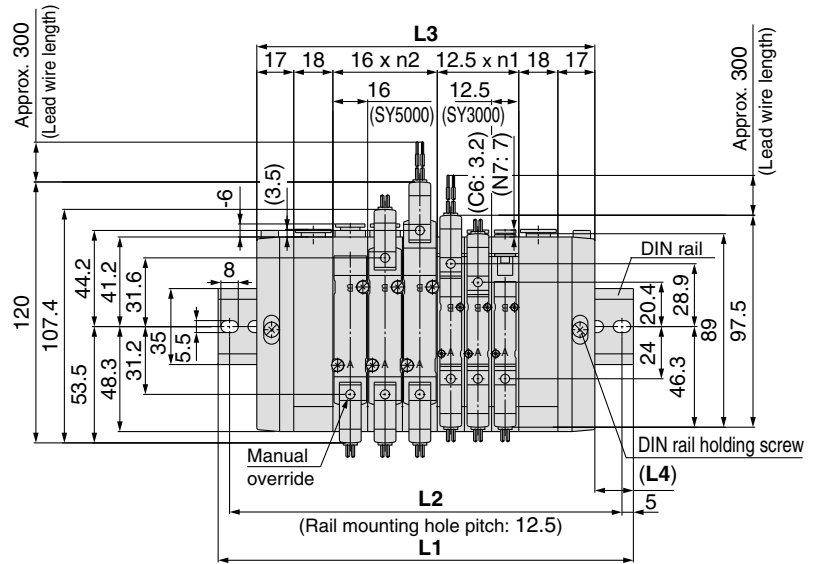 L3
17
18
16 x n2
12.5 x n1
18
17
16
(SY5000)
12.5
(SY3000)
Approx. 300
(Lead wire length)
Approx. 300
(Lead wire length)
(C6: 3.2)
(N7: 7)
-6
(3.5)
120
107.4
53.5
44.2
48.3
41.2
31.2
31.6
8
35
5.5
B
B
B
B
B
B
A
A
A
A
A
A
DIN rail
28.9
20.4
24
46.3
89
97.5
DIN rail holding screw
Manual
override
(L4)
5
L2
(Rail mounting hole pitch: 12.5)
L1